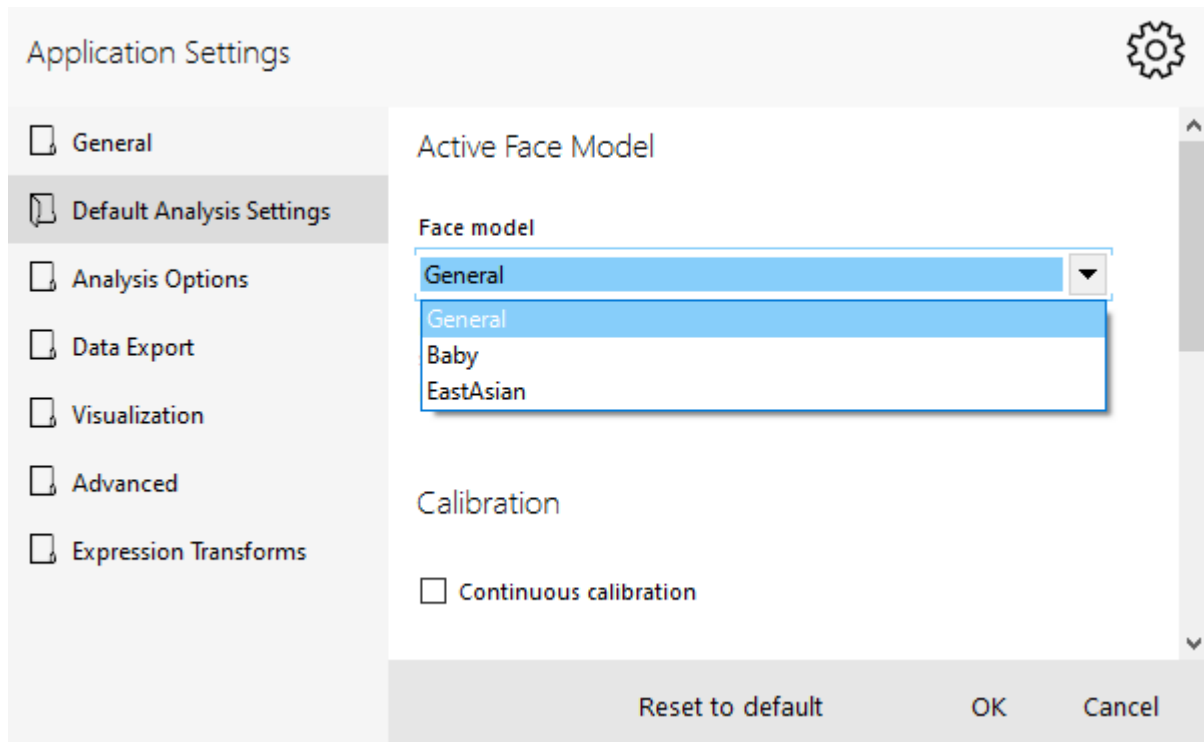 Application Settings
General
Default Analysis Settings
Analysis Options
Data Export
Visualization
Advanced
Expression Transforms
Active Face Model
Face model
General
General
Baby
EastAsian
Calibration
Continuous calibration
Reset to default
OK
Cancel